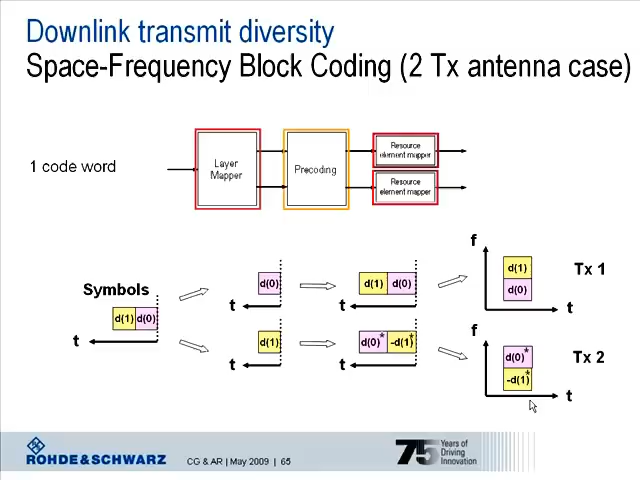 Downlink transmit diversity
Space-Frequency Block Coding (2 Tx antenna case)
1 code word
Layer
Mapper
Precoding
Resource
element mapper
Resource
element mapper
Symbols
d(1) d(0)
t
d(0)
t
d(1)
t
d(1) d(0)
t
d(0)* -d(1)*
t
f
d(1)
d(0)
t
Tx 1
f
d(0)*
-d(1)*
t
Tx 2
ROHDE&SCHWARZ
CG & AR | May 2009 | 65
75 Years of
Driving
Innovation